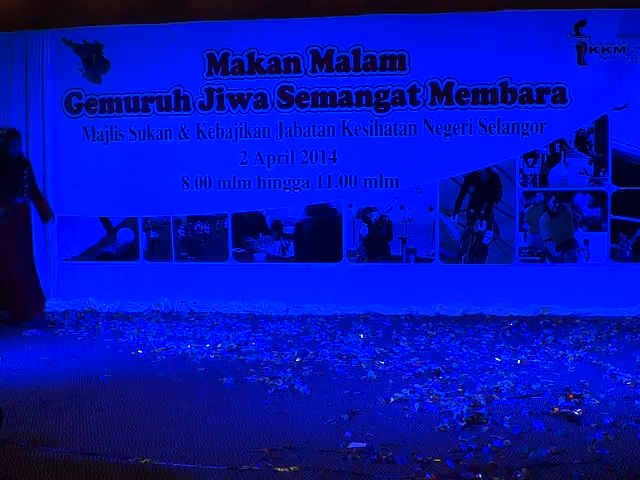 KKM
Makan Malam
Gemuruh Jiwa Semangat Membara
Majlis Sukan & Kebajikan Jabatan Kesihatan Negeri Selangor
2 April 2014
8.00 mlm hingga 11.00 mlm